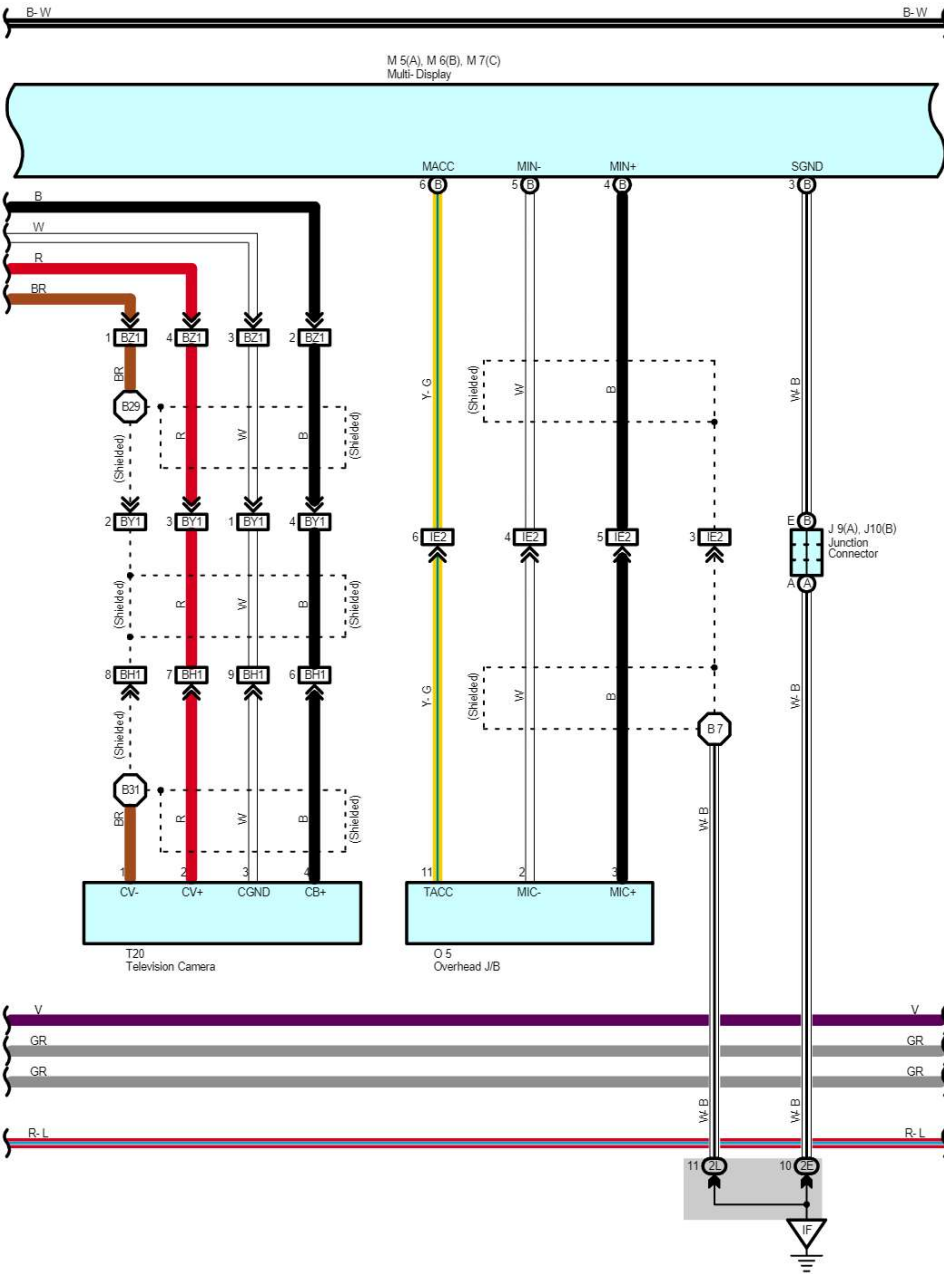 B- W B- W
M 5(A), M 6(B), M 7(C)
Multi- Display
MACC MIN- MIN+ SGND
6 B 5 B 4 B 3 B
B
W
R
BR
1 BZ1 4 BZ1 3 BZ1 2 BZ1
BR
Y- G
(Shielded)
W
B
W- B
B29
(Shielded)
R
W
B
(Shielded)
2 BY1 3 BY1 1 BY1 4 BY1
6 IE2 4 IE2 5 IE2 3 IE2
E B
J 9(A), J10(B)
Junction
Connector
A A
(Shielded)
R
W
B
(Shielded)
8 BH1 7 BH1 9 BH1 6 BH1
Y- G
(Shielded)
W
B
W- B
(Shielded)
B 7
B31
BR
R
W
B
(Shielded)
W- B
1 2 3 4
CV- CV+ CGND CB+
11 2 3
TACC MIC- MIC+
T20
Television Camera
O 5
Overhead J/B
V V
GR GR
GR GR
W- B W- B
R- L R- L
11 2L 10 2E
IF